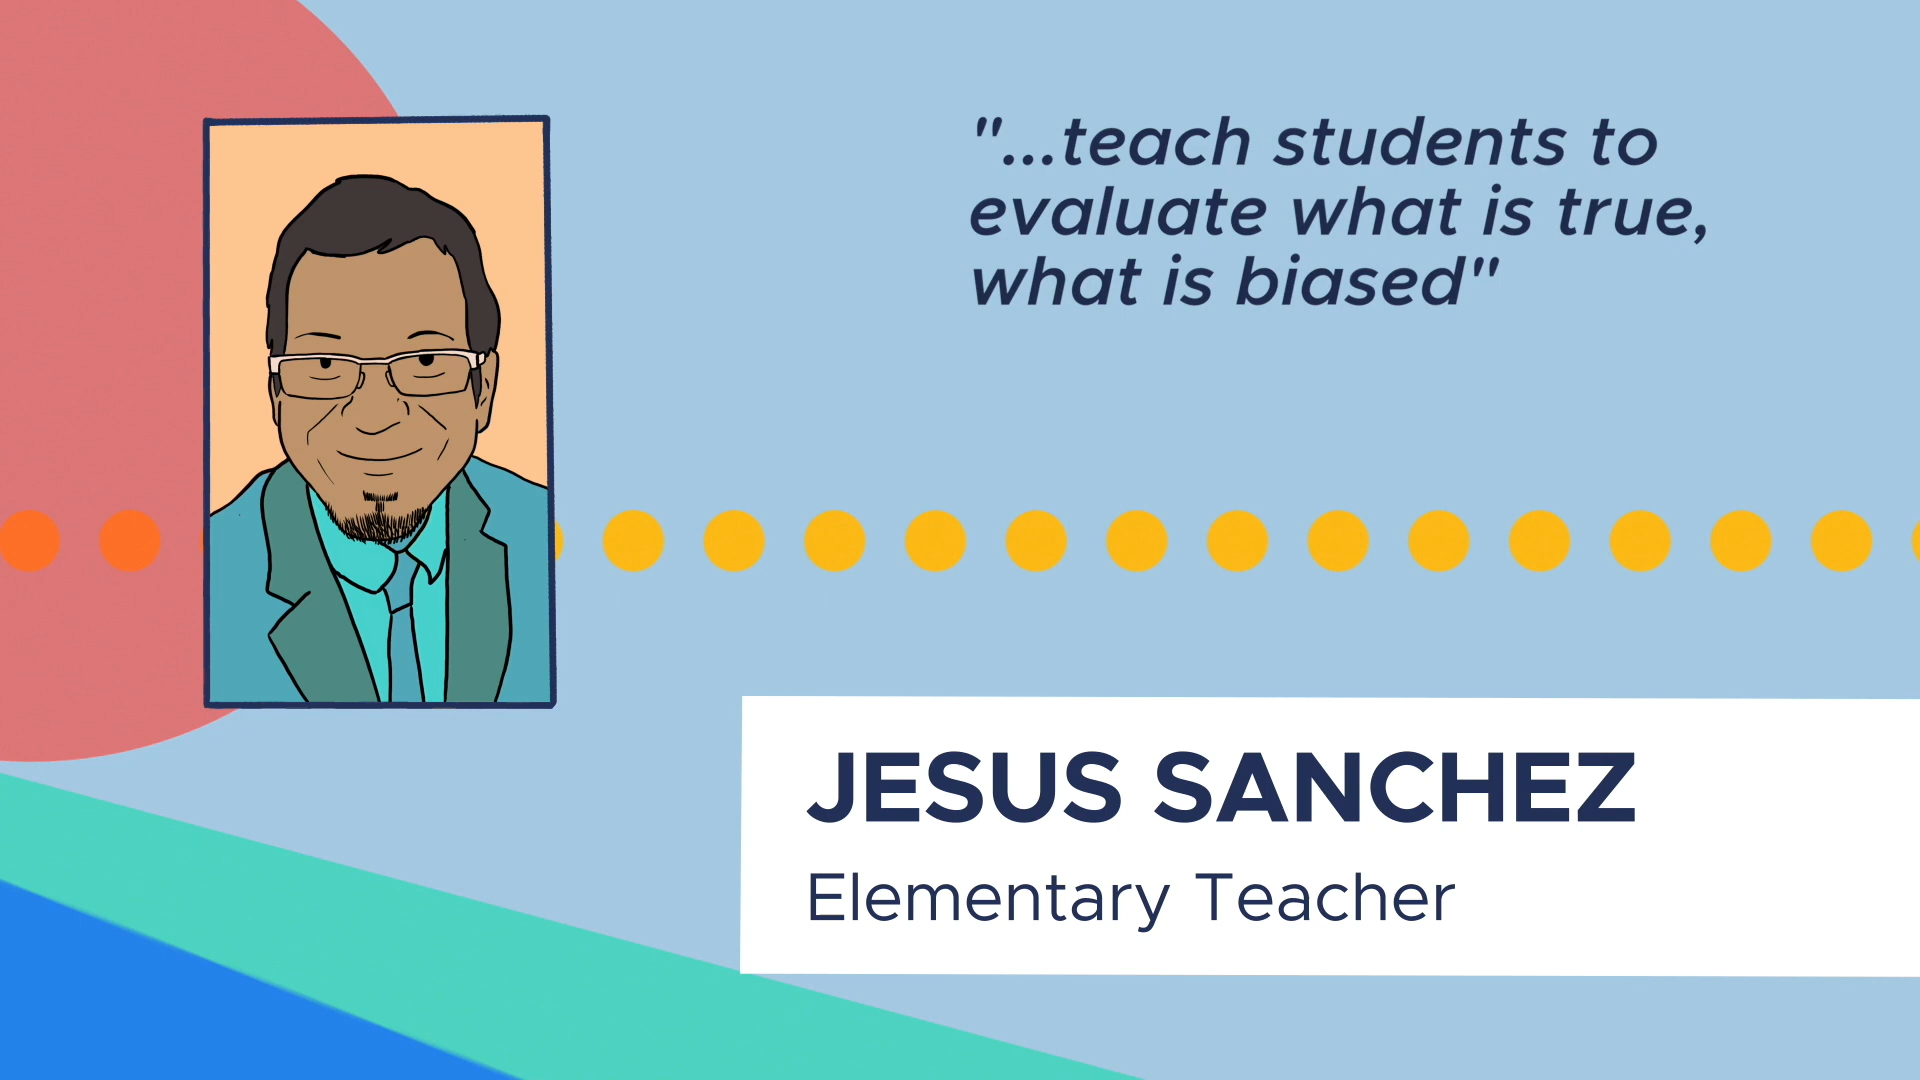 "...teach students to
evaluate what is true,
what is biased"
JESUS SANCHEZ
Elementary Teacher